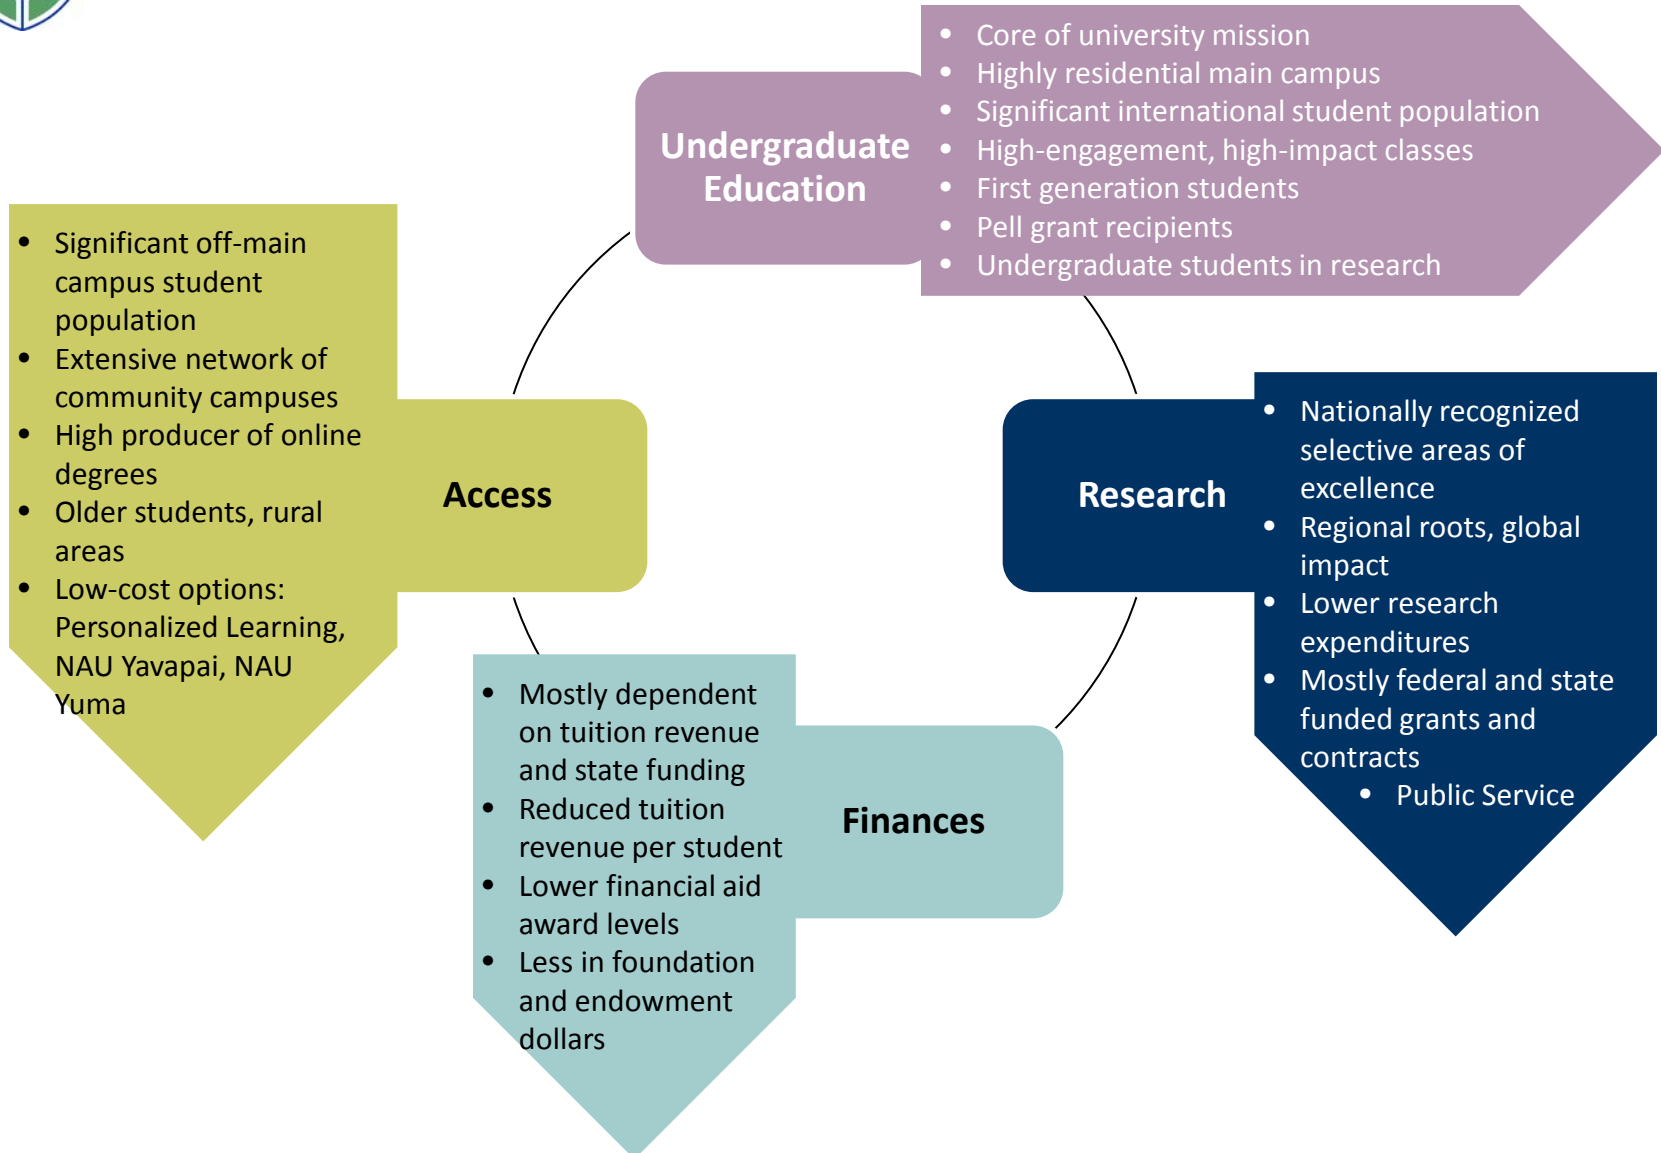 Undergraduate
Education
• Core of university mission
• Highly residential main campus
• Significant international student population
• High-engagement, high-impact classes
• First generation students
• Pell grant recipients
• Undergraduate students in research
• Significant off-main
campus student
population
• Extensive network of
community campuses
• High producer of online
degrees
• Older students, rural
areas
• Low-cost options:
Personalized Learning,
NAU Yavapai, NAU
Yuma
Access
Research
• Nationally recognized
selective areas of
excellence
• Regional roots, global
impact
• Lower research
expenditures
• Mostly federal and state
funded grants and
contracts
• Public Service
• Mostly dependent
on tuition revenue
and state funding
• Reduced tuition
revenue per student
• Lower financial aid
award levels
• Less in foundation
and endowment
dollars
Finances